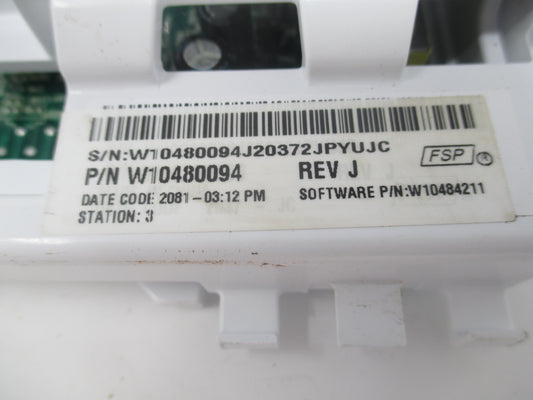 S/N:W10480094J20372JPYUJC
P/N W10480094 REV J FSP ®
DATE CODE 2081-03:12 PM SOFTWARE P/N:W10484211
STATION: 3